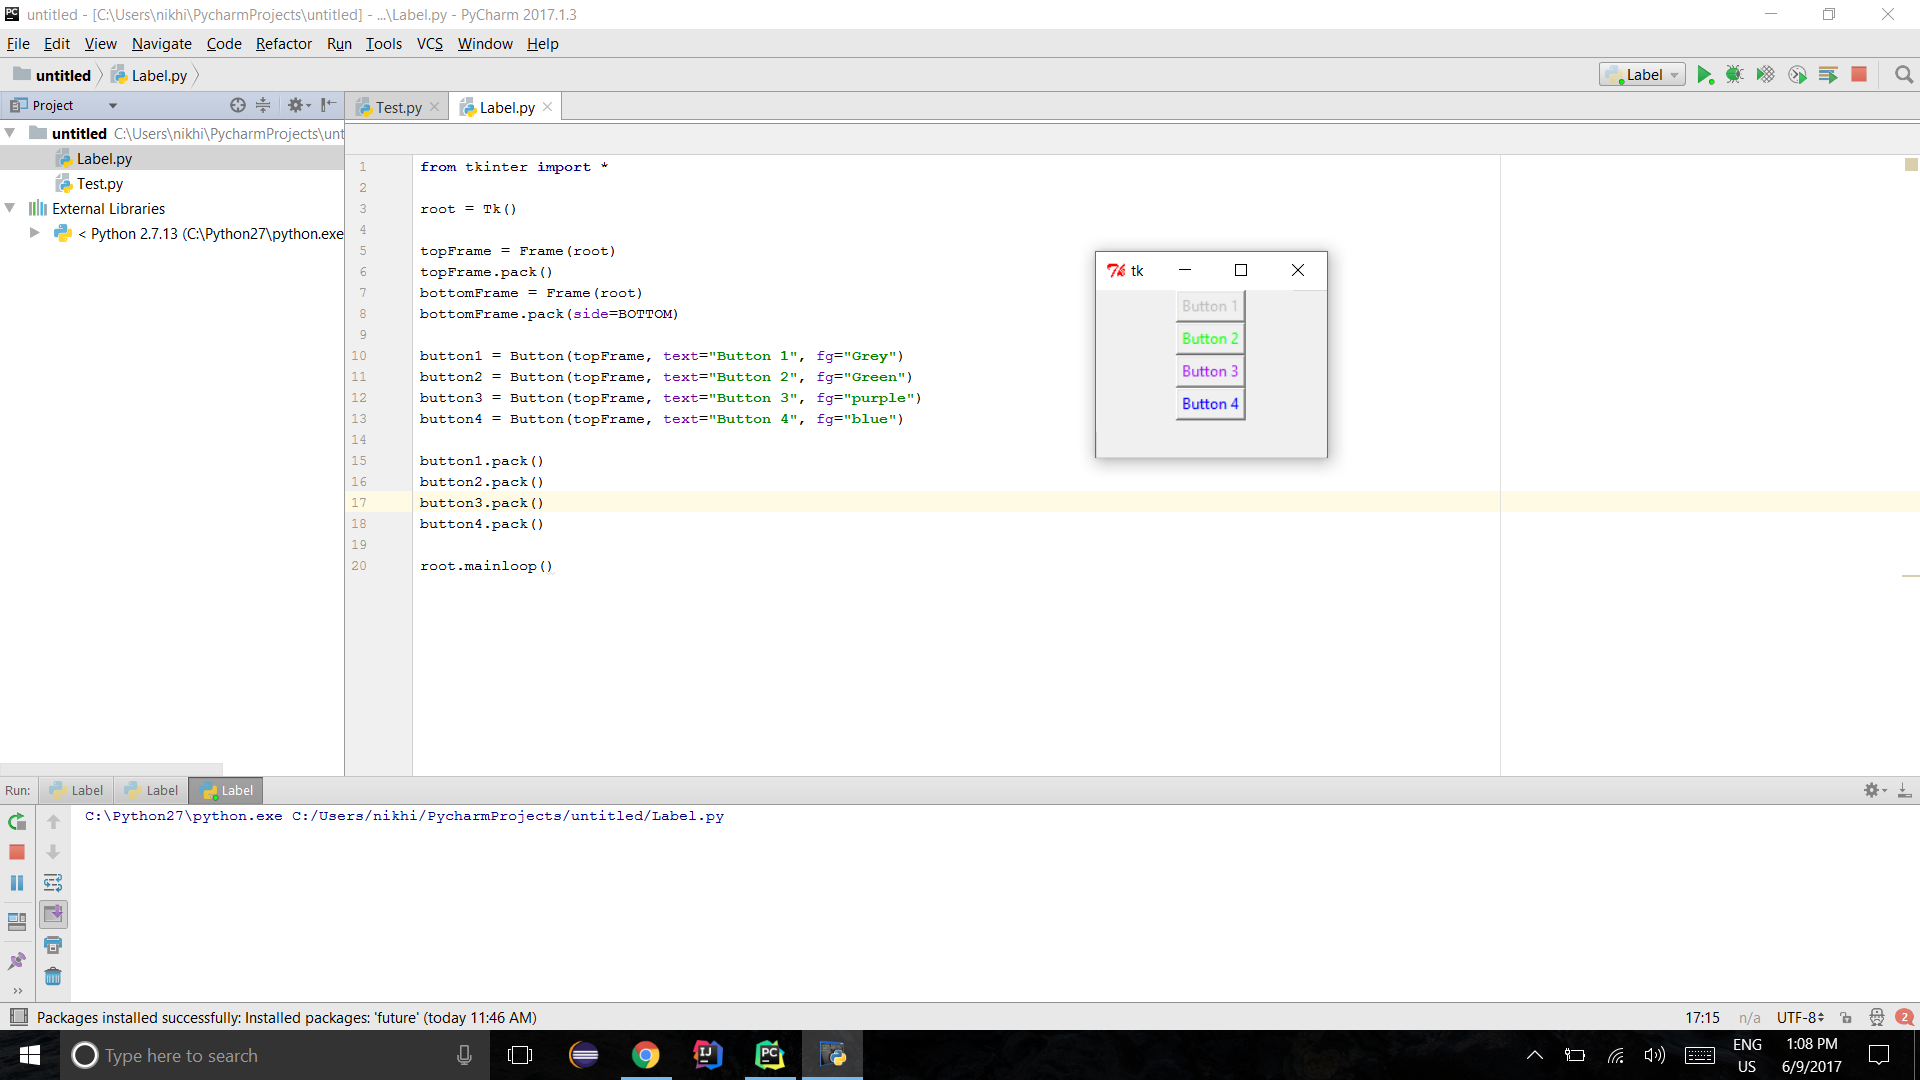 PC untitled - [C:\Users\nikhi\PycharmProjects\untitled] - ...\Label.py - PyCharm 2017.1.3
File Edit View Navigate Code Refactor Run Tools VCS Window Help
untitled Label.py Label
Project Test.py Label.py
untitled C:\Users\nikhi\PycharmProjects\unt
Label.py
Test.py
External Libraries
< Python 2.7.13 (C:\Python27\python.exe
1 from tkinter import *
2
3 root = Tk()
4
5 topFrame = Frame(root)
6 topFrame.pack()
7 bottomFrame = Frame(root)
8 bottomFrame.pack(side=BOTTOM)
9
10 button1 = Button(topFrame, text="Button 1", fg="Grey")
11 button2 = Button(topFrame, text="Button 2", fg="Green")
12 button3 = Button(topFrame, text="Button 3", fg="purple")
13 button4 = Button(topFrame, text="Button 4", fg="blue")
14
15 button1.pack()
16 button2.pack()
17 button3.pack()
18 button4.pack()
19
20 root.mainloop()
tk
Button 1
Button 2
Button 3
Button 4
Run: Label Label Label
C:\Python27\python.exe C:/Users/nikhi/PycharmProjects/untitled/Label.py
Packages installed successfully: Installed packages: 'future' (today 11:46 AM) 17:15 n/a UTF-8 2
Type here to search IJ PC ENG 1:08 PM
US 6/9/2017